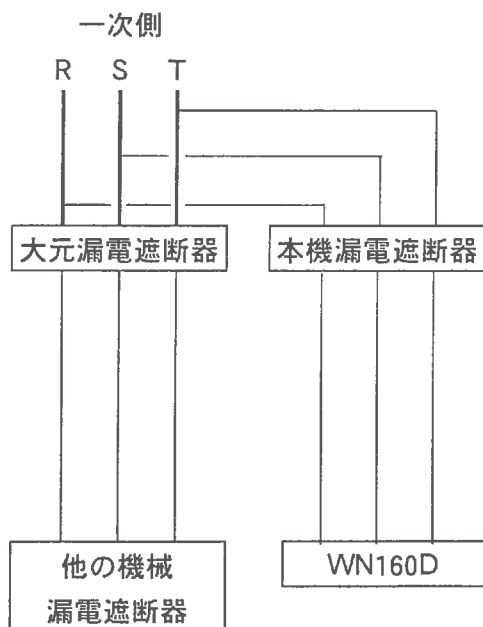 一次側
R S T
大元漏電遮断器
本機漏電遮断器
他の機械
漏電遮断器
WN160D